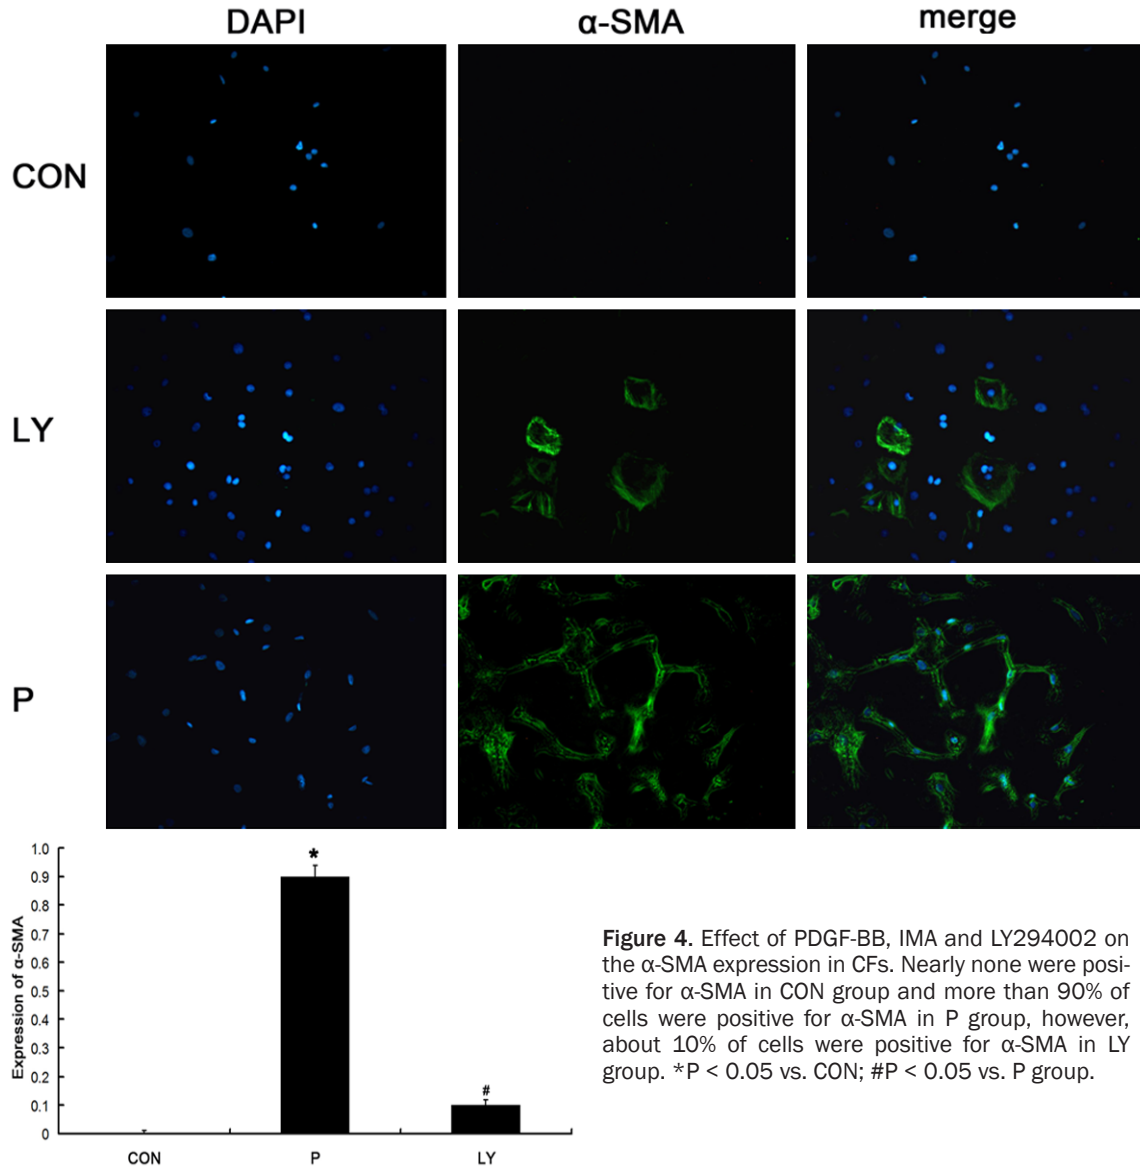 DAPI α-SMA merge
CON
LY
P
1.0
0.9
0.8
0.7
0.6
0.5
0.4
0.3
0.2
0.1
0
Expression of α-SMA
*
#
CON P LY
Figure 4. Effect of PDGF-BB, IMA and LY294002 on
the α-SMA expression in CFs. Nearly none were posi-
tive for α-SMA in CON group and more than 90% of
cells were positive for α-SMA in P group, however,
about 10% of cells were positive for α-SMA in LY
group. *P < 0.05 vs. CON; #P < 0.05 vs. P group.